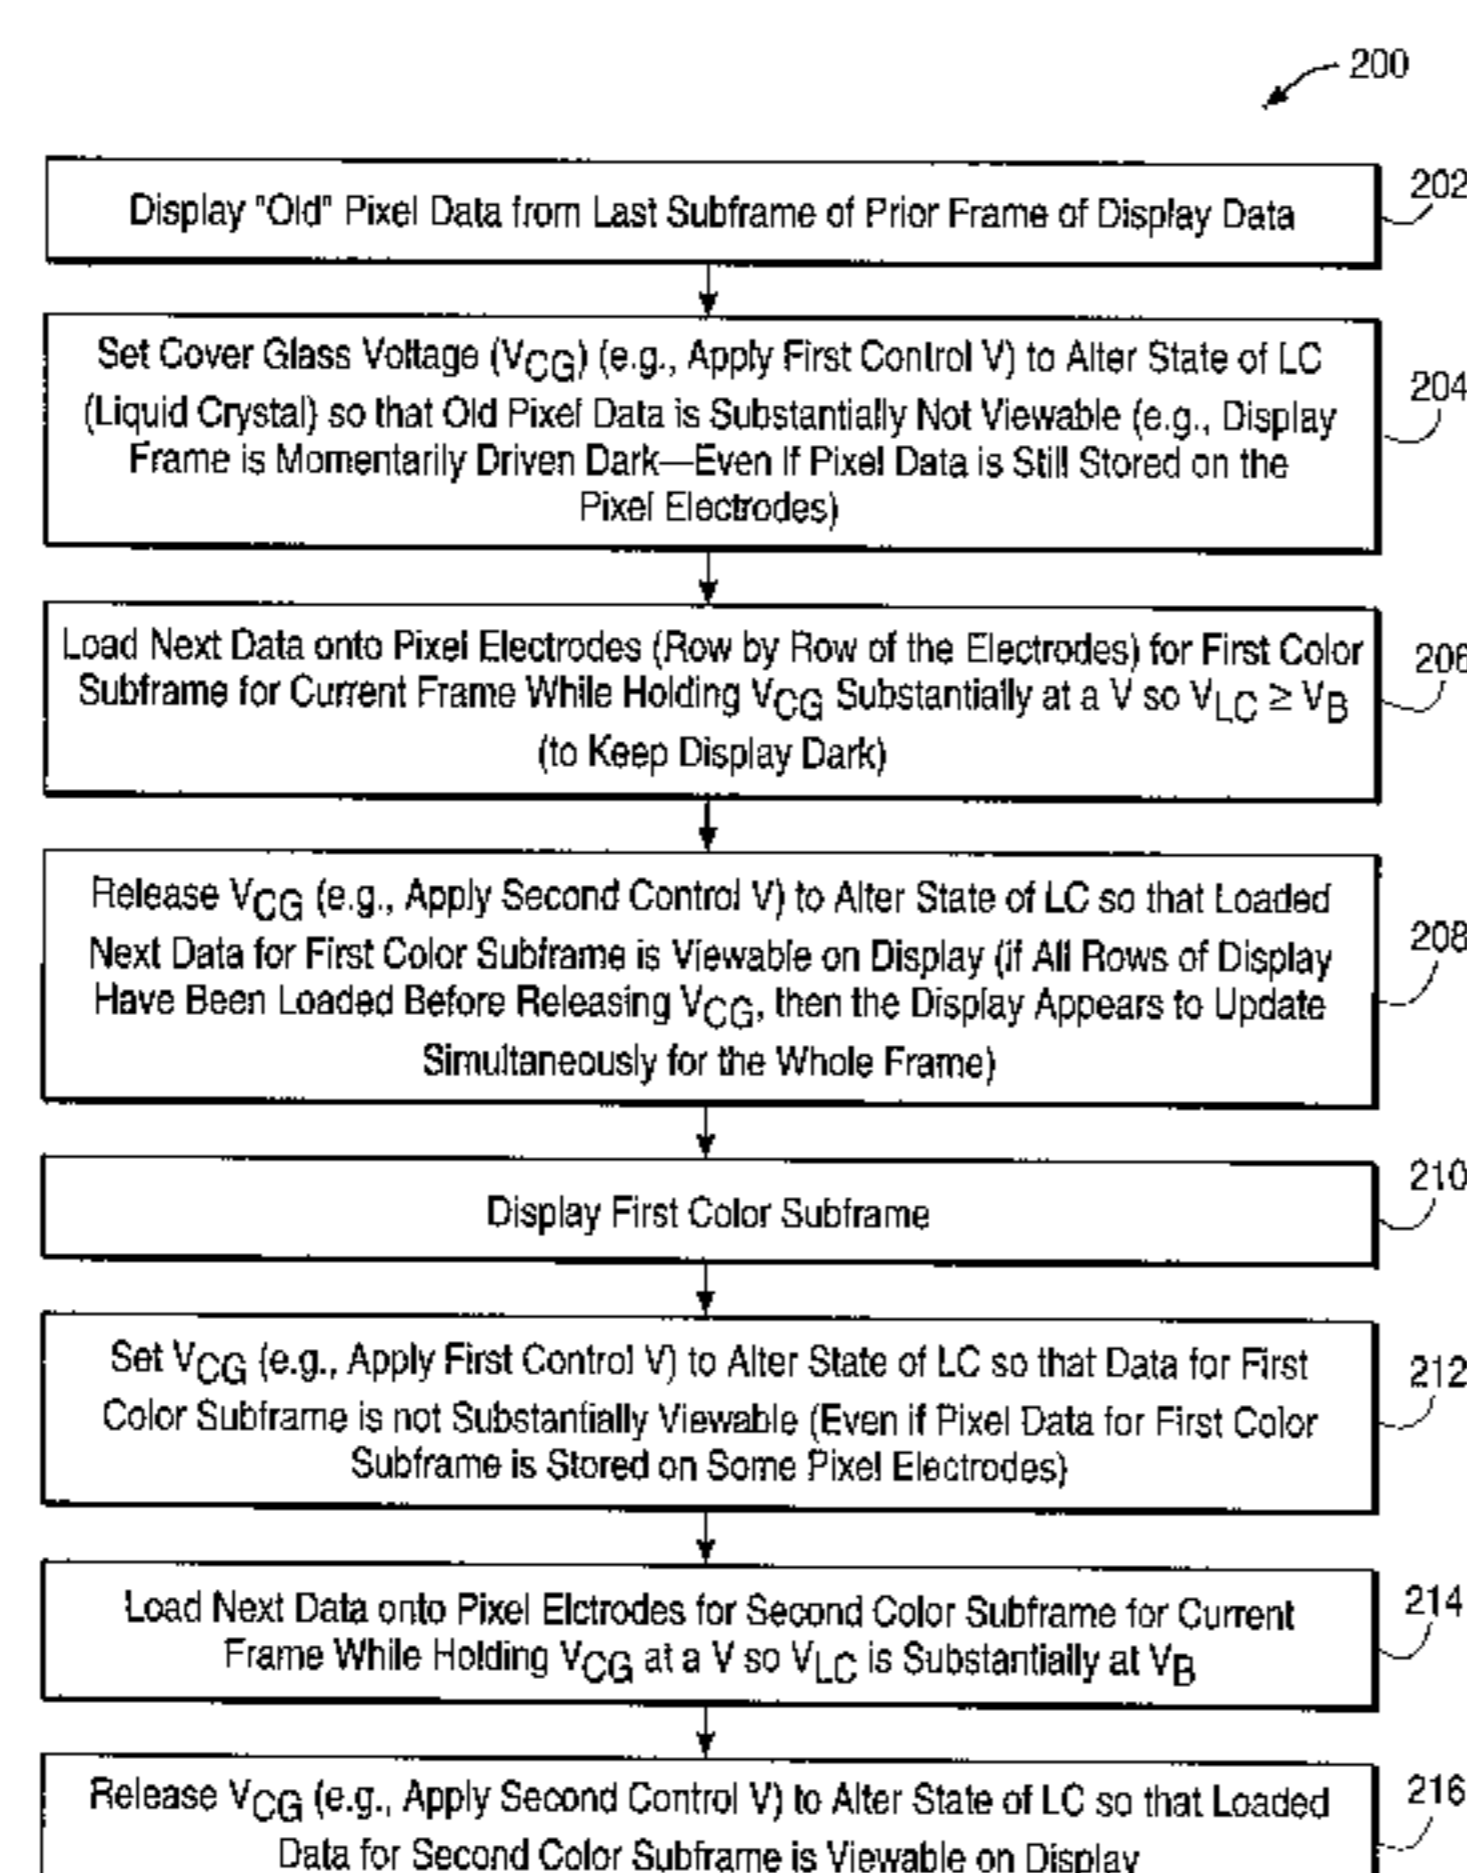 200
Display "Old" Pixel Data from Last Subframe of Prior Frame of Display Data
202
Set Cover Glass Voltage (VCG) (e.g., Apply First Control V) to Alter State of LC
(Liquid Crystal) so that Old Pixel Data is Substantially Not Viewable (e.g., Display
Frame is Momentarily Driven Dark—Even If Pixel Data is Still Stored on the
Pixel Electrodes)
204
Load Next Data onto Pixel Electrodes (Row by Row of the Electrodes) for First Color
Subframe for Current Frame While Holding VCG Substantially at a V so VLC ≥ VB
(to Keep Display Dark)
206
Release VCG (e.g., Apply Second Control V) to Alter State of LC so that Loaded
Next Data for First Color Subframe is Viewable on Display (if All Rows of Display
Have Been Loaded Before Releasing VCG, then the Display Appears to Update
Simultaneously for the Whole Frame)
208
Display First Color Subframe
210
Set VCG (e.g., Apply First Control V) to Alter State of LC so that Data for First
Color Subframe is not Substantially Viewable (Even if Pixel Data for First Color
Subframe is Stored on Some Pixel Electrodes)
212
Load Next Data onto Pixel Elctrodes for Second Color Subframe for Current
Frame While Holding VCG at a V so VLC is Substantially at VB
214
Release VCG (e.g., Apply Second Control V) to Alter State of LC so that Loaded
Data for Second Color Subframe is Viewable on Display
216